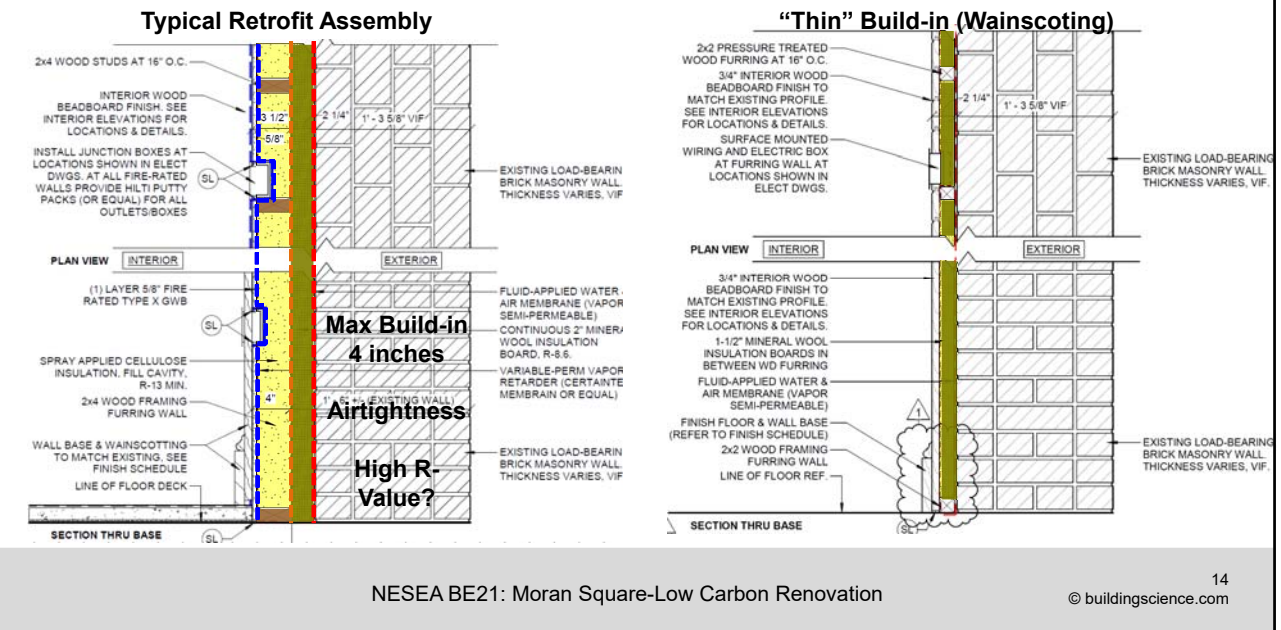 Typical Retrofit Assembly
2x4 WOOD STUDS AT 16" O.C.
INTERIOR WOOD
BEADBOARD FINISH. SEE
INTERIOR ELEVATIONS FOR
LOCATIONS & DETAILS.
INSTALL JUNCTION BOXES AT
LOCATIONS SHOWN IN ELECT
DWGS. AT ALL FIRE-RATED
WALLS PROVIDE HILTI PUTTY
PACKS (OR EQUAL) FOR ALL
OUTLETS/BOXES
SL
3 1/2"
5/8"
2 1/4"
1' - 3 5/8" VIF
EXISTING LOAD-BEARIN
BRICK MASONRY WALL.
THICKNESS VARIES, VIF
PLAN VIEW
INTERIOR
EXTERIOR
(1) LAYER 5/8" FIRE
RATED TYPE X GWB
SL
SPRAY APPLIED CELLULOSE
INSULATION, FILL CAVITY,
R-13 MIN.
2x4 WOOD FRAMING
FURRING WALL
WALL BASE & WAINSCOTTING
TO MATCH EXISTING, SEE
FINISH SCHEDULE
LINE OF FLOOR DECK
SECTION THRU BASE
SL
4"
1' - 6" +/- (EXISTING WALL)
Max Build-in
4 inches
Airtightness
High R-
Value?
FLUID-APPLIED WATER
AIR MEMBRANE (VAPOR
SEMI-PERMEABLE)
CONTINUOUS 2" MINERA
WOOL INSULATION
BOARD, R-8.6.
VARIABLE-PERM VAPOR
RETARDER (CERTAINTE
MEMBRAIN OR EQUAL)
EXISTING LOAD-BEARIN
BRICK MASONRY WALL.
THICKNESS VARIES, VIF
“Thin” Build-in (Wainscoting)
2x2 PRESSURE TREATED
WOOD FURRING AT 16" O.C.
3/4" INTERIOR WOOD
BEADBOARD FINISH TO
MATCH EXISTING PROFILE.
SEE INTERIOR ELEVATIONS
FOR LOCATIONS & DETAILS.
SURFACE MOUNTED
WIRING AND ELECTRIC BOX
AT FURRING WALL AT
LOCATIONS SHOWN IN
ELECT DWGS.
2 1/4"
1' - 3 5/8" VIF
EXISTING LOAD-BEARING
BRICK MASONRY WALL.
THICKNESS VARIES, VIF.
PLAN VIEW
INTERIOR
EXTERIOR
3/4" INTERIOR WOOD
BEADBOARD FINISH TO
MATCH EXISTING PROFILE.
SEE INTERIOR ELEVATIONS
FOR LOCATIONS & DETAILS.
1-1/2" MINERAL WOOL
INSULATION BOARDS IN
BETWEEN WD FURRING
FLUID-APPLIED WATER &
AIR MEMBRANE (VAPOR
SEMI-PERMEABLE)
FINISH FLOOR & WALL BASE
(REFER TO FINISH SCHEDULE)
2x2 WOOD FRAMING
FURRING WALL
LINE OF FLOOR REF.
1
SL
SECTION THRU BASE
EXISTING LOAD-BEARING
BRICK MASONRY WALL.
THICKNESS VARIES, VIF.
NESEA BE21: Moran Square-Low Carbon Renovation
14
© buildingscience.com